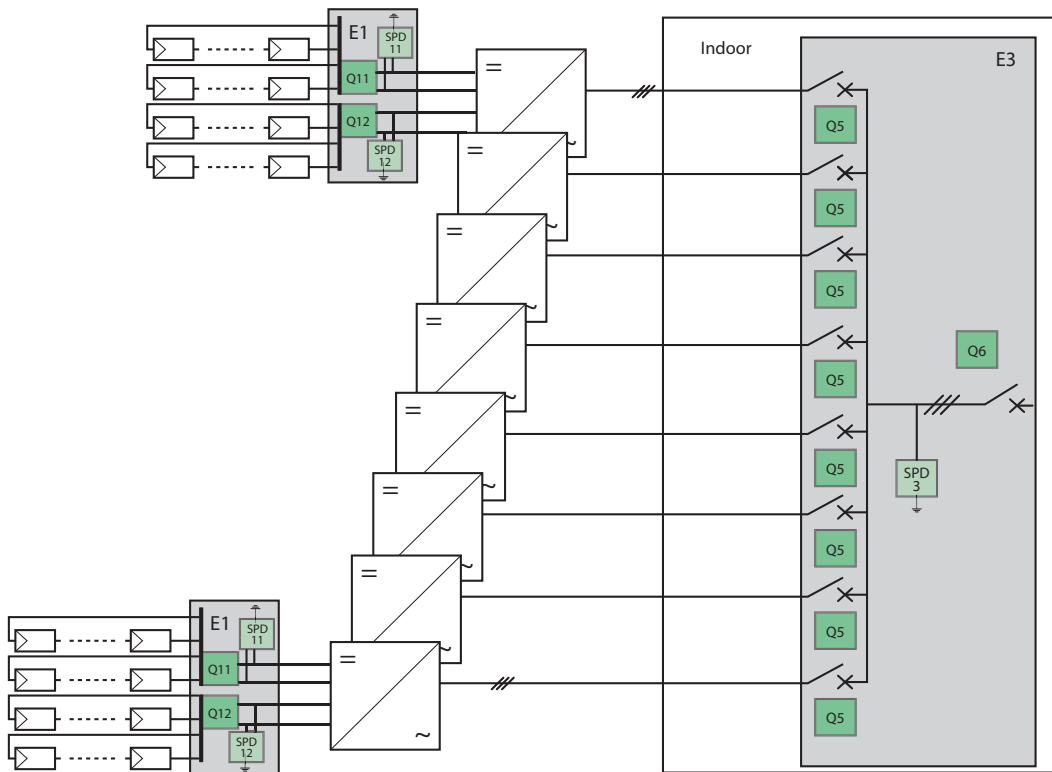 E1
SPD
11
Q11
Q12
SPD
12
=
~
=
~
=
~
=
~
=
~
=
~
=
~
=
~
Indoor
E3
Q5
Q5
Q5
Q5
Q5
Q5
Q5
Q5
Q6
SPD
3
E1
SPD
11
Q11
Q12
SPD
12